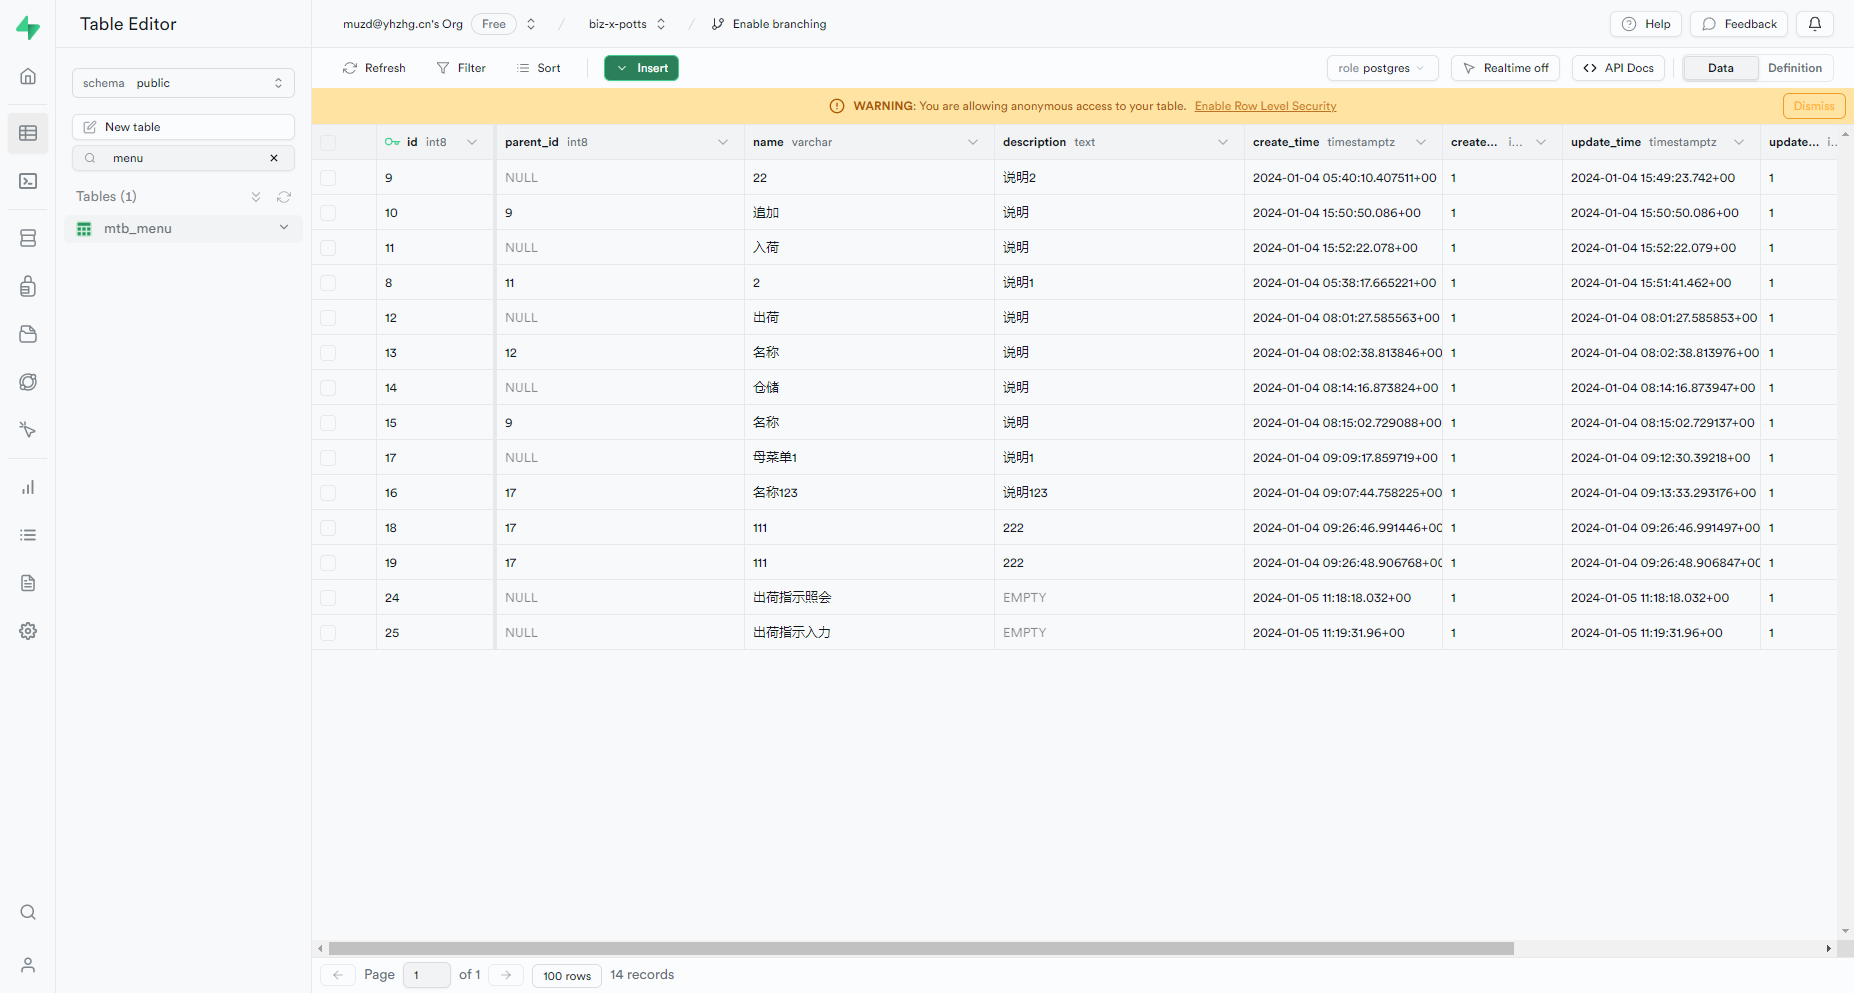 Table Editor
muzd@yhzhg.cn's Org Free / biz-x-potts / Enable branching Help Feedback
schema public
Refresh Filter Sort Insert role postgres Realtime off API Docs Data Definition
WARNING: You are allowing anonymous access to your table. Enable Row Level Security Dismiss
New table
menu
Tables (1)
mtb_menu
id int8 parent_id int8 name varchar description text create_time timestamptz create... i... update_time timestamptz update... i...
9 NULL 22 说明2 2024-01-04 05:40:10.407511+00 1 2024-01-04 15:49:23.742+00 1
10 9 追加 说明 2024-01-04 15:50:50.086+00 1 2024-01-04 15:50:50.086+00 1
11 NULL 入荷 说明 2024-01-04 15:52:22.078+00 1 2024-01-04 15:52:22.079+00 1
8 11 2 说明1 2024-01-04 05:38:17.665221+00 1 2024-01-04 15:51:41.462+00 1
12 NULL 出荷 说明 2024-01-04 08:01:27.585563+00 1 2024-01-04 08:01:27.585853+00 1
13 12 名称 说明 2024-01-04 08:02:38.813846+00 1 2024-01-04 08:02:38.813976+00 1
14 NULL 仓储 说明 2024-01-04 08:14:16.873824+00 1 2024-01-04 08:14:16.873947+00 1
15 9 名称 说明 2024-01-04 08:15:02.729088+00 1 2024-01-04 08:15:02.729137+00 1
17 NULL 母菜单1 说明1 2024-01-04 09:09:17.859719+00 1 2024-01-04 09:12:30.39218+00 1
16 17 名称123 说明123 2024-01-04 09:07:44.758225+00 1 2024-01-04 09:13:33.293176+00 1
18 17 111 222 2024-01-04 09:26:46.991446+00 1 2024-01-04 09:26:46.991497+00 1
19 17 111 222 2024-01-04 09:26:48.906768+00 1 2024-01-04 09:26:48.906847+00 1
24 NULL 出荷指示照会 EMPTY 2024-01-05 11:18:18.032+00 1 2024-01-05 11:18:18.032+00 1
25 NULL 出荷指示入力 EMPTY 2024-01-05 11:19:31.96+00 1 2024-01-05 11:19:31.96+00 1
Page 1 of 1 100 rows 14 records